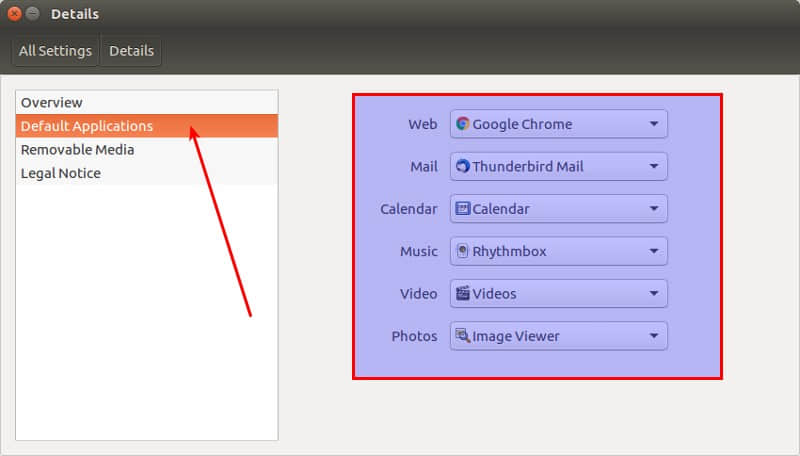 Details
All Settings Details
Overview
Default Applications
Removable Media
Legal Notice
Web Google Chrome
Mail Thunderbird Mail
Calendar Calendar
Music Rhythmbox
Video Videos
Photos Image Viewer